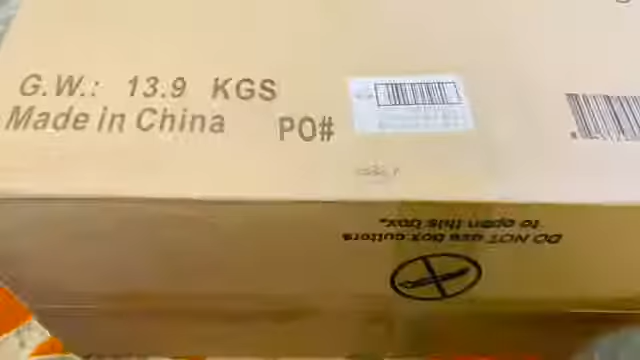 G.W.: 13.9 KGS
Made in China
PO#
DO NOT use box cutters
to open this box.